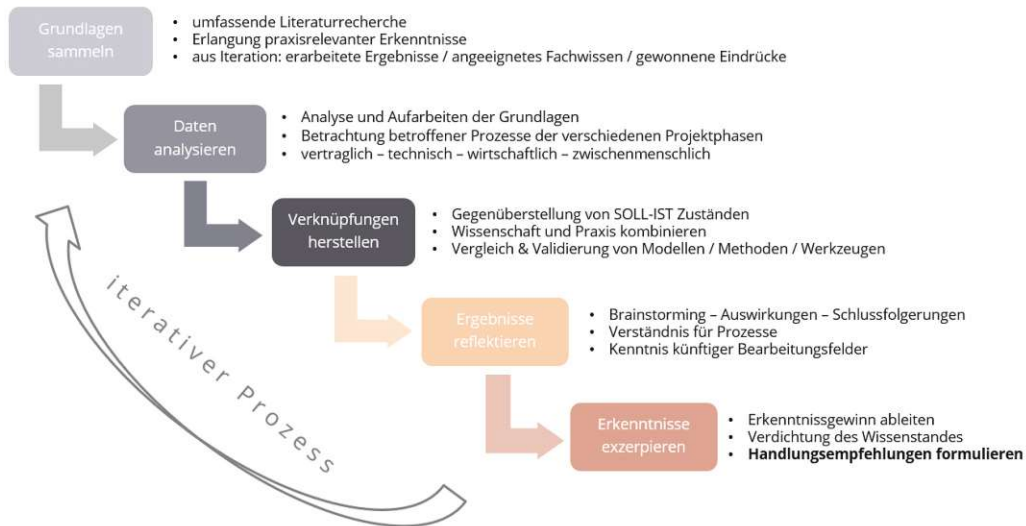 Grundlagen
sammeln
• umfassende Literaturrecherche
• Erlangung praxisrelevanter Erkenntnisse
• aus Iteration: erarbeitete Ergebnisse / angeeignetes Fachwissen / gewonnene Eindrücke
Daten
analysieren
• Analyse und Aufarbeiten der Grundlagen
• Betrachtung betroffener Prozesse der verschiedenen Projektphasen
• vertraglich – technisch – wirtschaftlich – zwischenmenschlich
Verknüpfungen
herstellen
• Gegenüberstellung von SOLL-IST Zuständen
• Wissenschaft und Praxis kombinieren
• Vergleich & Validierung von Modellen / Methoden / Werkzeugen
Ergebnisse
reflektieren
• Brainstorming – Auswirkungen – Schlussfolgerungen
• Verständnis für Prozesse
• Kenntnis künftiger Bearbeitungsfelder
Erkenntnisse
exzerpieren
• Erkenntnissgewinn ableiten
• Verdichtung des Wissenstandes
• Handlungsempfehlungen formulieren
iterativer Prozess